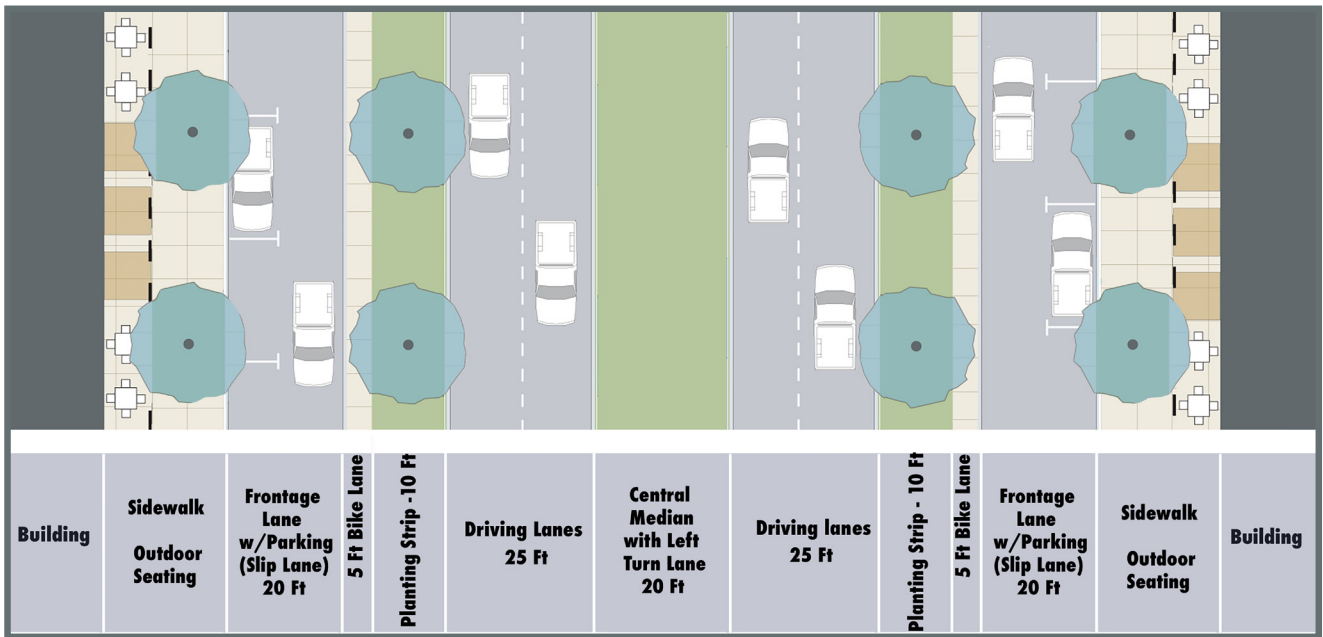 Building
Sidewalk
Outdoor
Seating
Frontage
Lane
w/Parking
(Slip Lane)
20 Ft
5 Ft Bike Lane
Planting Strip -10 Ft
Driving Lanes
25 Ft
Central
Median
with Left
Turn Lane
20 Ft
Driving lanes
25 Ft
Planting Strip - 10 Ft
5 Ft Bike Lane
Frontage
Lane
w/Parking
(Slip Lane)
20 Ft
Sidewalk
Outdoor
Seating
Building